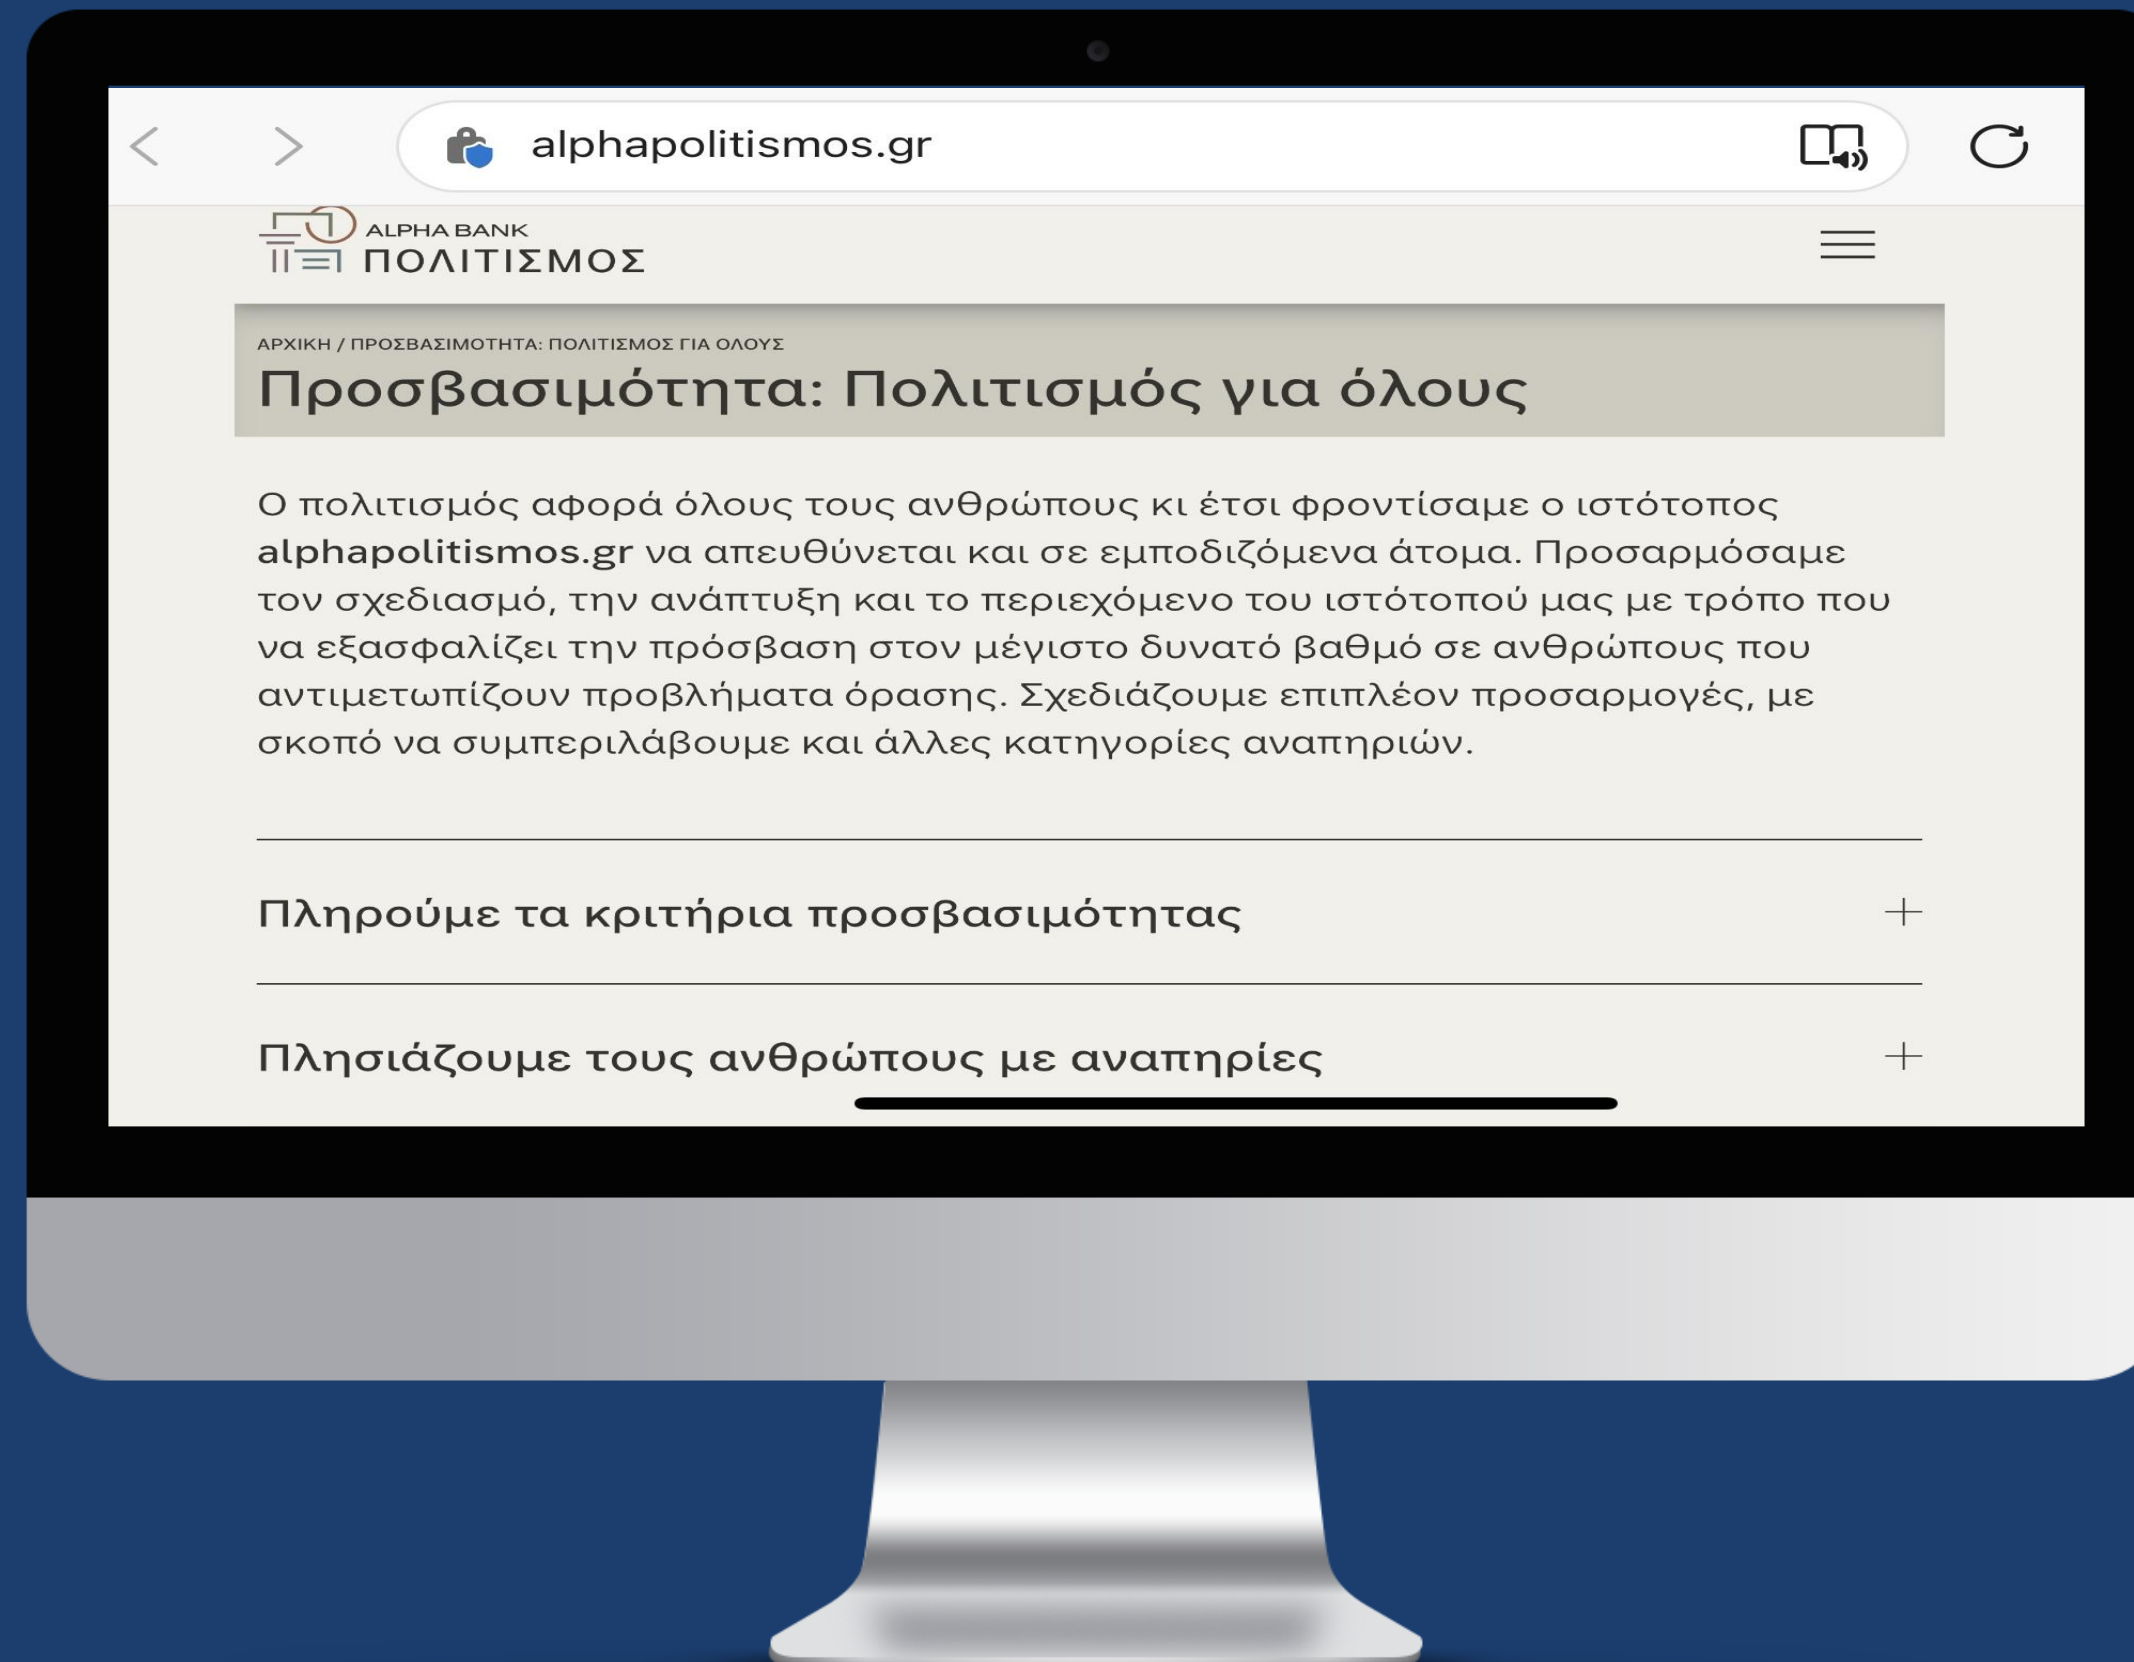 alphapolitismos.gr
ALPHA BANK
ΠΟΛΙΤΙΣΜΟΣ
ΑΡΧΙΚΗ / ΠΡΟΣΒΑΣΙΜΟΤΗΤΑ: ΠΟΛΙΤΙΣΜΟΣ ΓΙΑ ΟΛΟΥΣ
Προσβασιμότητα: Πολιτισμός για όλους
Ο πολιτισμός αφορά όλους τους ανθρώπους κι έτσι φροντίσαμε ο ιστότοπος
alphapolitismos.gr να απευθύνεται και σε εμποδιζόμενα άτομα. Προσαρμόσαμε
τον σχεδιασμό, την ανάπτυξη και το περιεχόμενο του ιστότοπού μας με τρόπο που
να εξασφαλίζει την πρόσβαση στον μέγιστο δυνατό βαθμό σε ανθρώπους που
αντιμετωπίζουν προβλήματα όρασης. Σχεδιάζουμε επιπλέον προσαρμογές, με
σκοπό να συμπεριλάβουμε και άλλες κατηγορίες αναπηριών.
Πληρούμε τα κριτήρια προσβασιμότητας
Πλησιάζουμε τους ανθρώπους με αναπηρίες